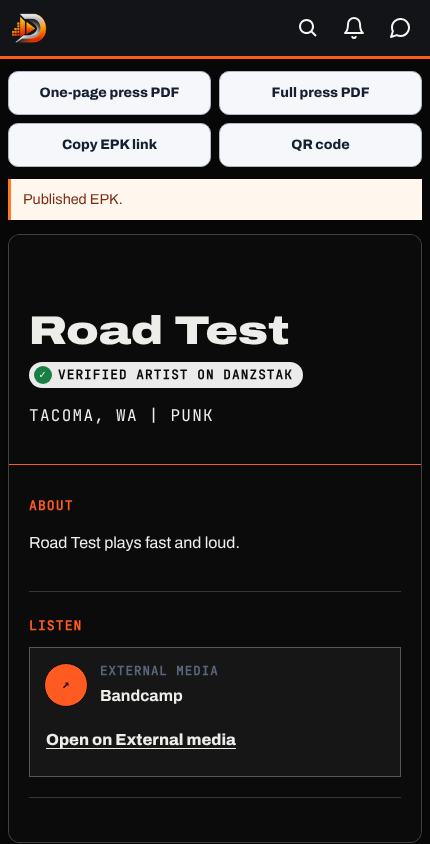 One-page press PDF
Full press PDF
Copy EPK link
QR code
Published EPK.
Road Test
✓ VERIFIED ARTIST ON DANZSTAK
TACOMA, WA | PUNK
ABOUT
Road Test plays fast and loud.
LISTEN
EXTERNAL MEDIA
↗
Bandcamp
Open on External media